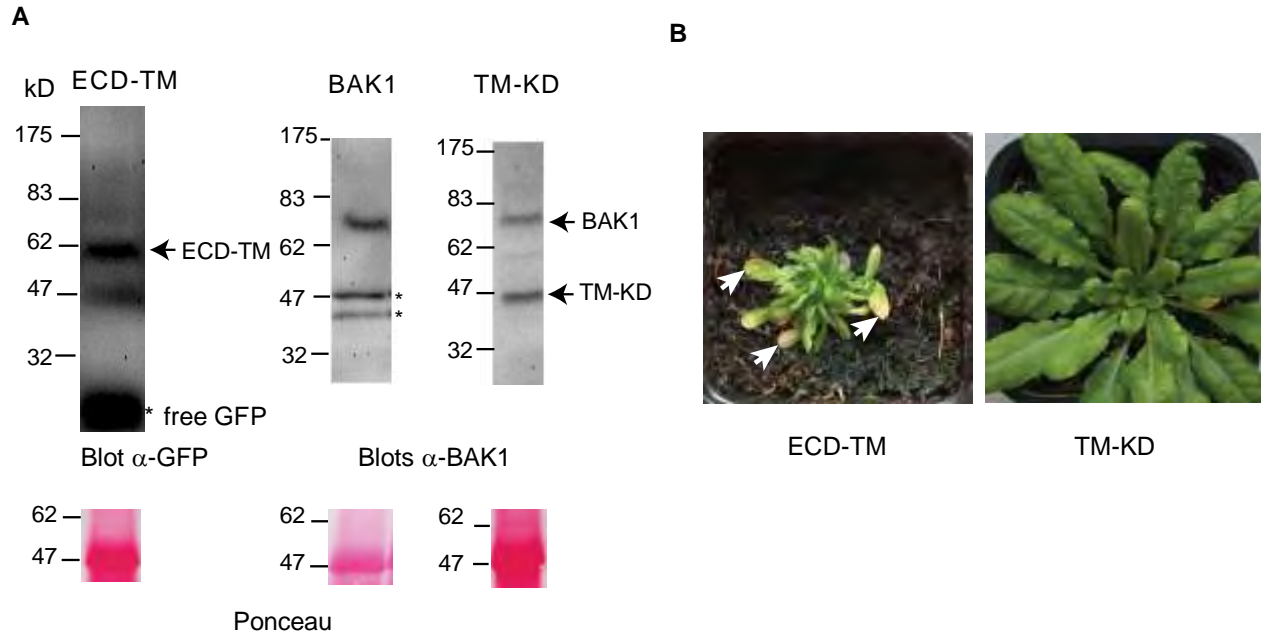 A
B
kD ECD-TM BAK1 TM-KD
175
83
62
47
32
ECD-TM
* free GFP
Blot α-GFP
175
83
62
47
32
*
*
175
83
62
47
32
BAK1
TM-KD
Blots α-BAK1
62
47
62
47
62
47
Ponceau
ECD-TM
TM-KD